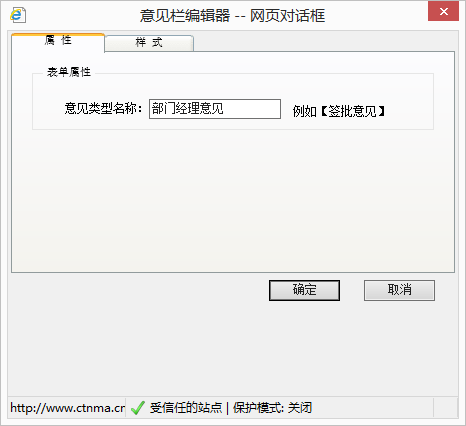 意见栏编辑器 -- 网页对话框
属 性
样 式
表单属性
意见类型名称: 部门经理意见 例如【签批意见】
确定
取消
http://www.ctnma.cn
受信任的站点 | 保护模式: 关闭